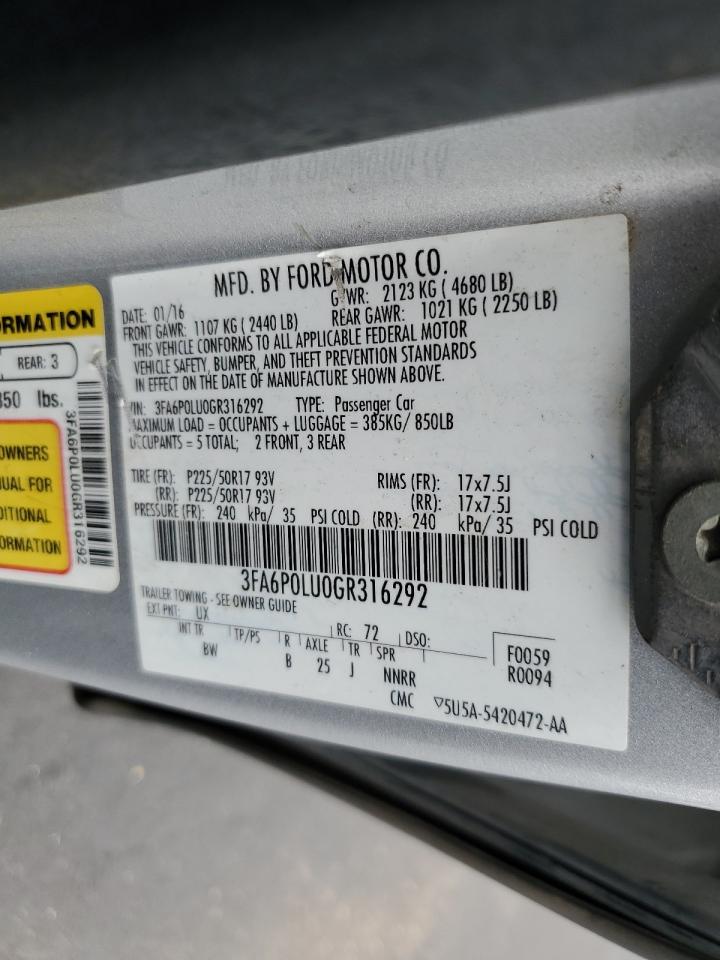 ORMATION
REAR: 3
350 lbs.
OWNERS
UAL FOR
DITIONAL
ORMATION
3FA6P0LU0GR316292
MFD. BY FORD MOTOR CO.
DATE: 01/16 GVWR: 2123 KG ( 4680 LB)
FRONT GAWR: 1107 KG ( 2440 LB) REAR GAWR: 1021 KG ( 2250 LB)
THIS VEHICLE CONFORMS TO ALL APPLICABLE FEDERAL MOTOR
VEHICLE SAFETY, BUMPER, AND THEFT PREVENTION STANDARDS
IN EFFECT ON THE DATE OF MANUFACTURE SHOWN ABOVE.
VIN: 3FA6P0LU0GR316292 TYPE: Passenger Car
MAXIMUM LOAD = OCCUPANTS + LUGGAGE = 385KG/ 850LB
OCCUPANTS = 5 TOTAL; 2 FRONT, 3 REAR
TIRE (FR): P225/50R17 93V RIMS (FR): 17x7.5J
(RR): P225/50R17 93V (RR): 17x7.5J
PRESSURE (FR): 240 kPa/ 35 PSI COLD (RR): 240 kPa/ 35 PSI COLD
3FA6P0LU0GR316292
TRAILER TOWING - SEE OWNER GUIDE
EXT PNT: UX RC: 72 DSO:
INT TR TP/PS R AXLE TR SPR F0059
BW B 25 J NNRR R0094
CMC ▽5U5A-5420472-AA